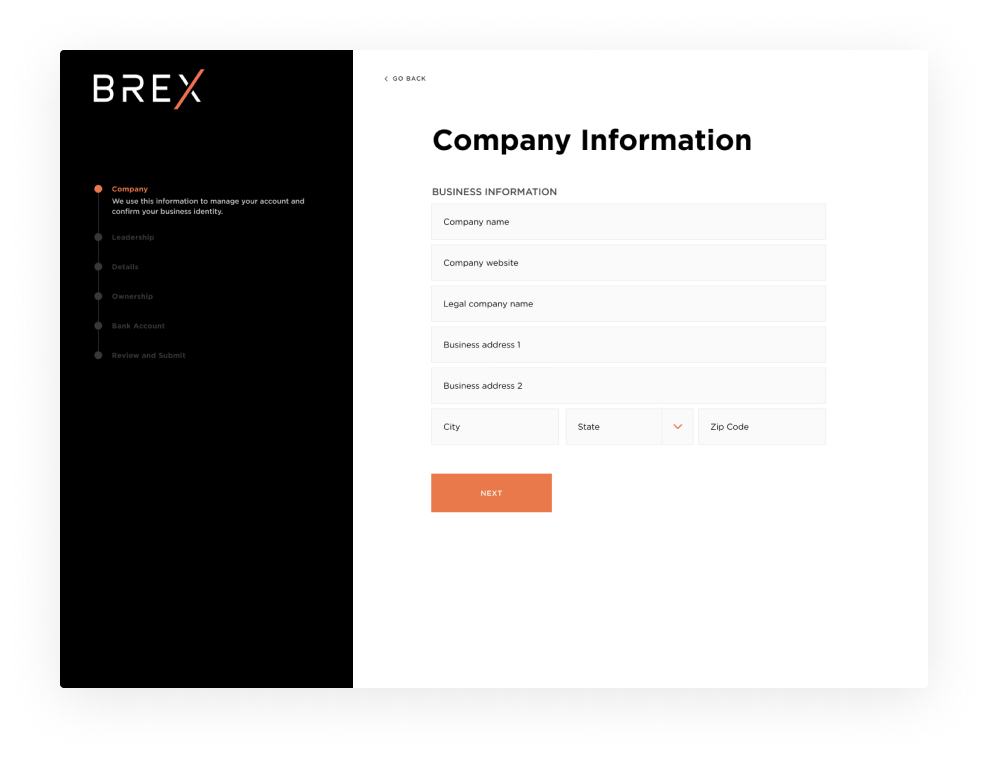 BREX
Company
We use this information to manage your account and
confirm your business identity.
Leadership
Details
Ownership
Bank Account
Review and Submit
GO BACK
Company Information
BUSINESS INFORMATION
Company name
Company website
Legal company name
Business address 1
Business address 2
City State Zip Code
NEXT